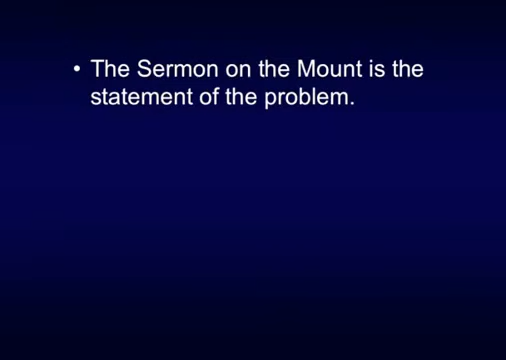 • The Sermon on the Mount is the
statement of the problem.